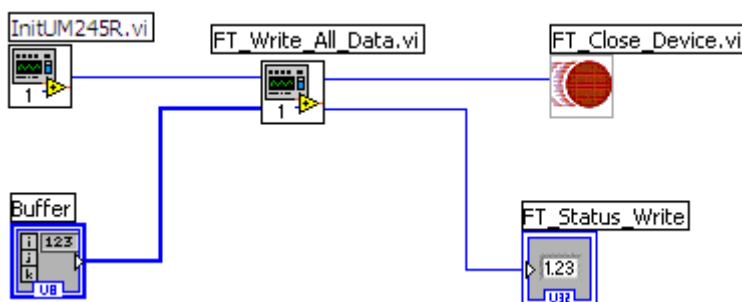 InitUM245R.vi
FT_Write_All_Data.vi
FT_Close_Device.vi
1
1
Buffer
i
j
k
123
U8
FT_Status_Write
1.23
U32